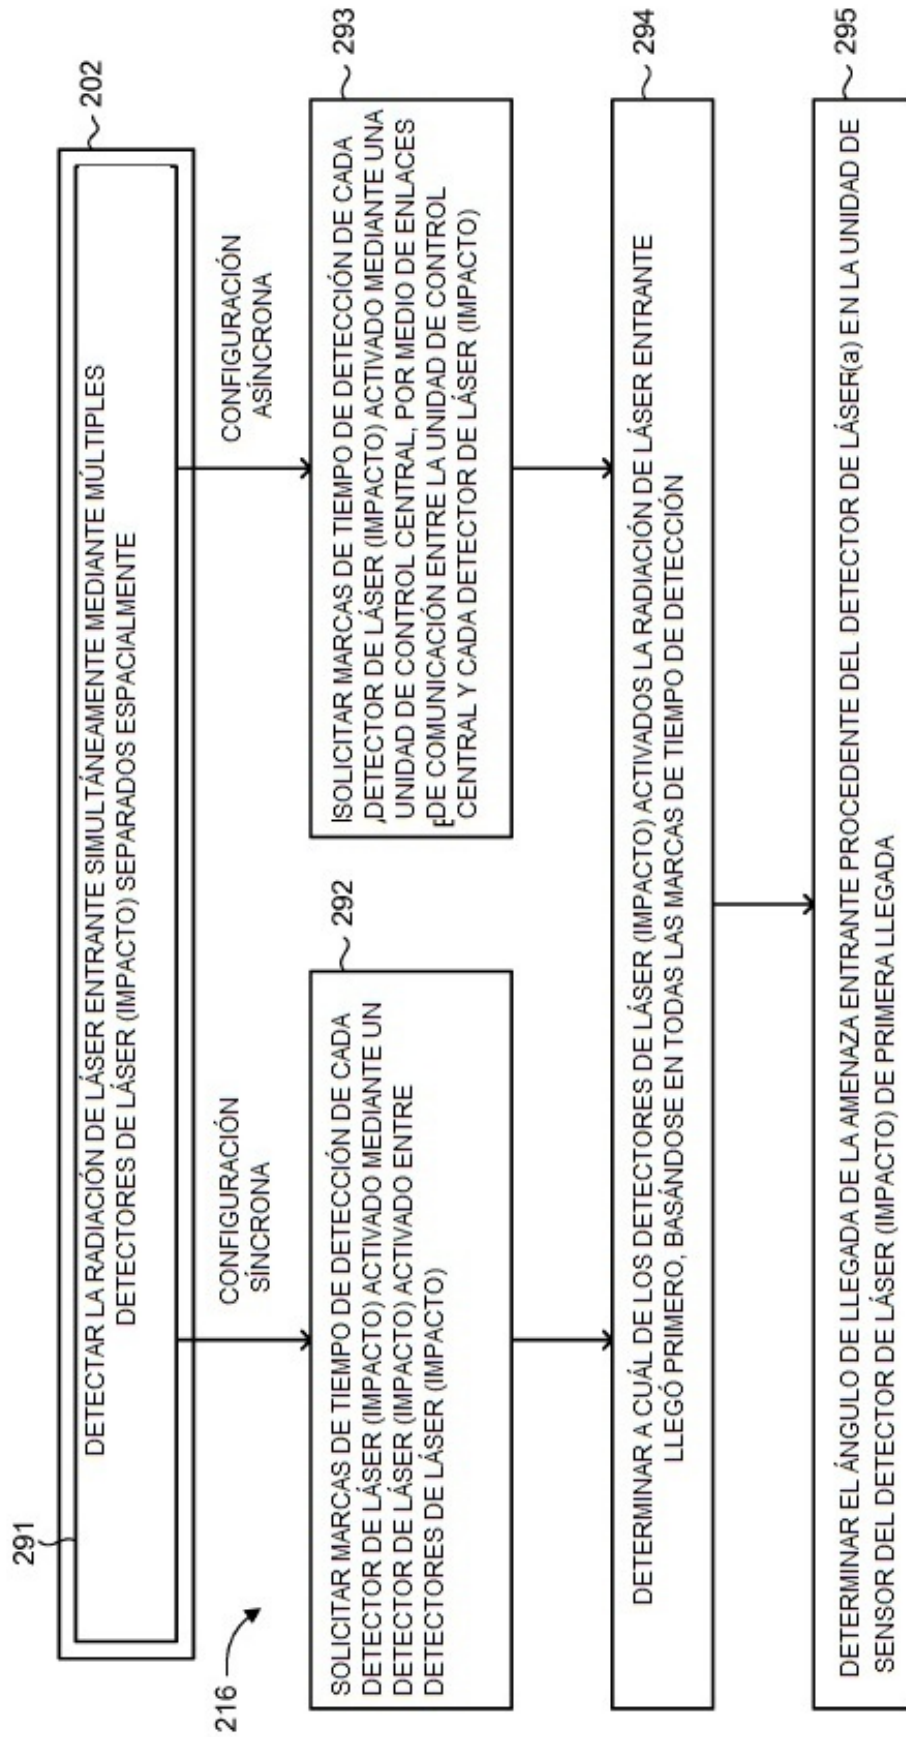 291
DETECTAR LA RADIACIÓN DE LÁSER ENTRANTE SIMULTÁNEAMENTE MEDIANTE MÚLTIPLES
DETECTORES DE LÁSER (IMPACTO) SEPARADOS ESPACIALMENTE
202
216
CONFIGURACIÓN
SÍNCRONA
CONFIGURACIÓN
ASÍNCRONA
SOLICITAR MARCAS DE TIEMPO DE DETECCIÓN DE CADA
DETECTOR DE LÁSER (IMPACTO) ACTIVADO MEDIANTE UN
DETECTOR DE LÁSER (IMPACTO) ACTIVADO ENTRE
DETECTORES DE LÁSER (IMPACTO)
292
SOLICITAR MARCAS DE TIEMPO DE DETECCIÓN DE CADA
DETECTOR DE LÁSER (IMPACTO) ACTIVADO MEDIANTE UNA
UNIDAD DE CONTROL CENTRAL, POR MEDIO DE ENLACES
DE COMUNICACIÓN ENTRE LA UNIDAD DE CONTROL
CENTRAL Y CADA DETECTOR DE LÁSER (IMPACTO)
293
DETERMINAR A CUÁL DE LOS DETECTORES DE LÁSER (IMPACTO) ACTIVADOS LA RADIACIÓN DE LÁSER ENTRANTE
LLEGÓ PRIMERO, BASÁNDOSE EN TODAS LAS MARCAS DE TIEMPO DE DETECCIÓN
294
DETERMINAR EL ÁNGULO DE LLEGADA DE LA AMENAZA ENTRANTE PROCEDENTE DEL DETECTOR DE LÁSER(a) EN LA UNIDAD DE
SENSOR DEL DETECTOR DE LÁSER (IMPACTO) DE PRIMERA LLEGADA
295